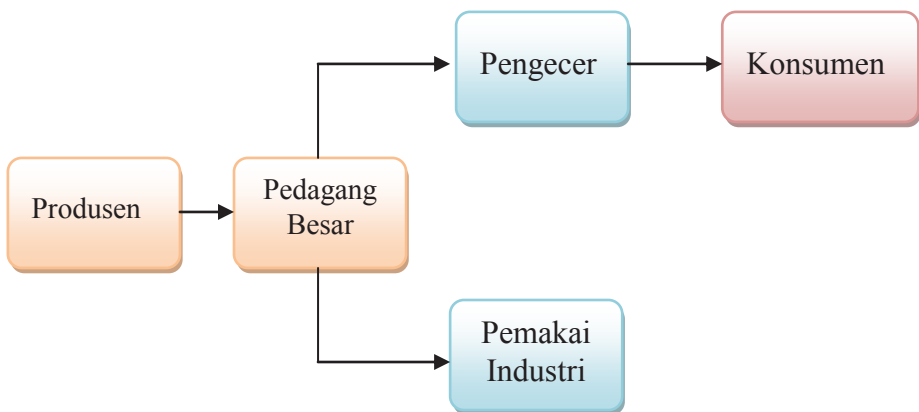 Produsen
Pedagang
Besar
Pengecer
Konsumen
Pemakai
Industri